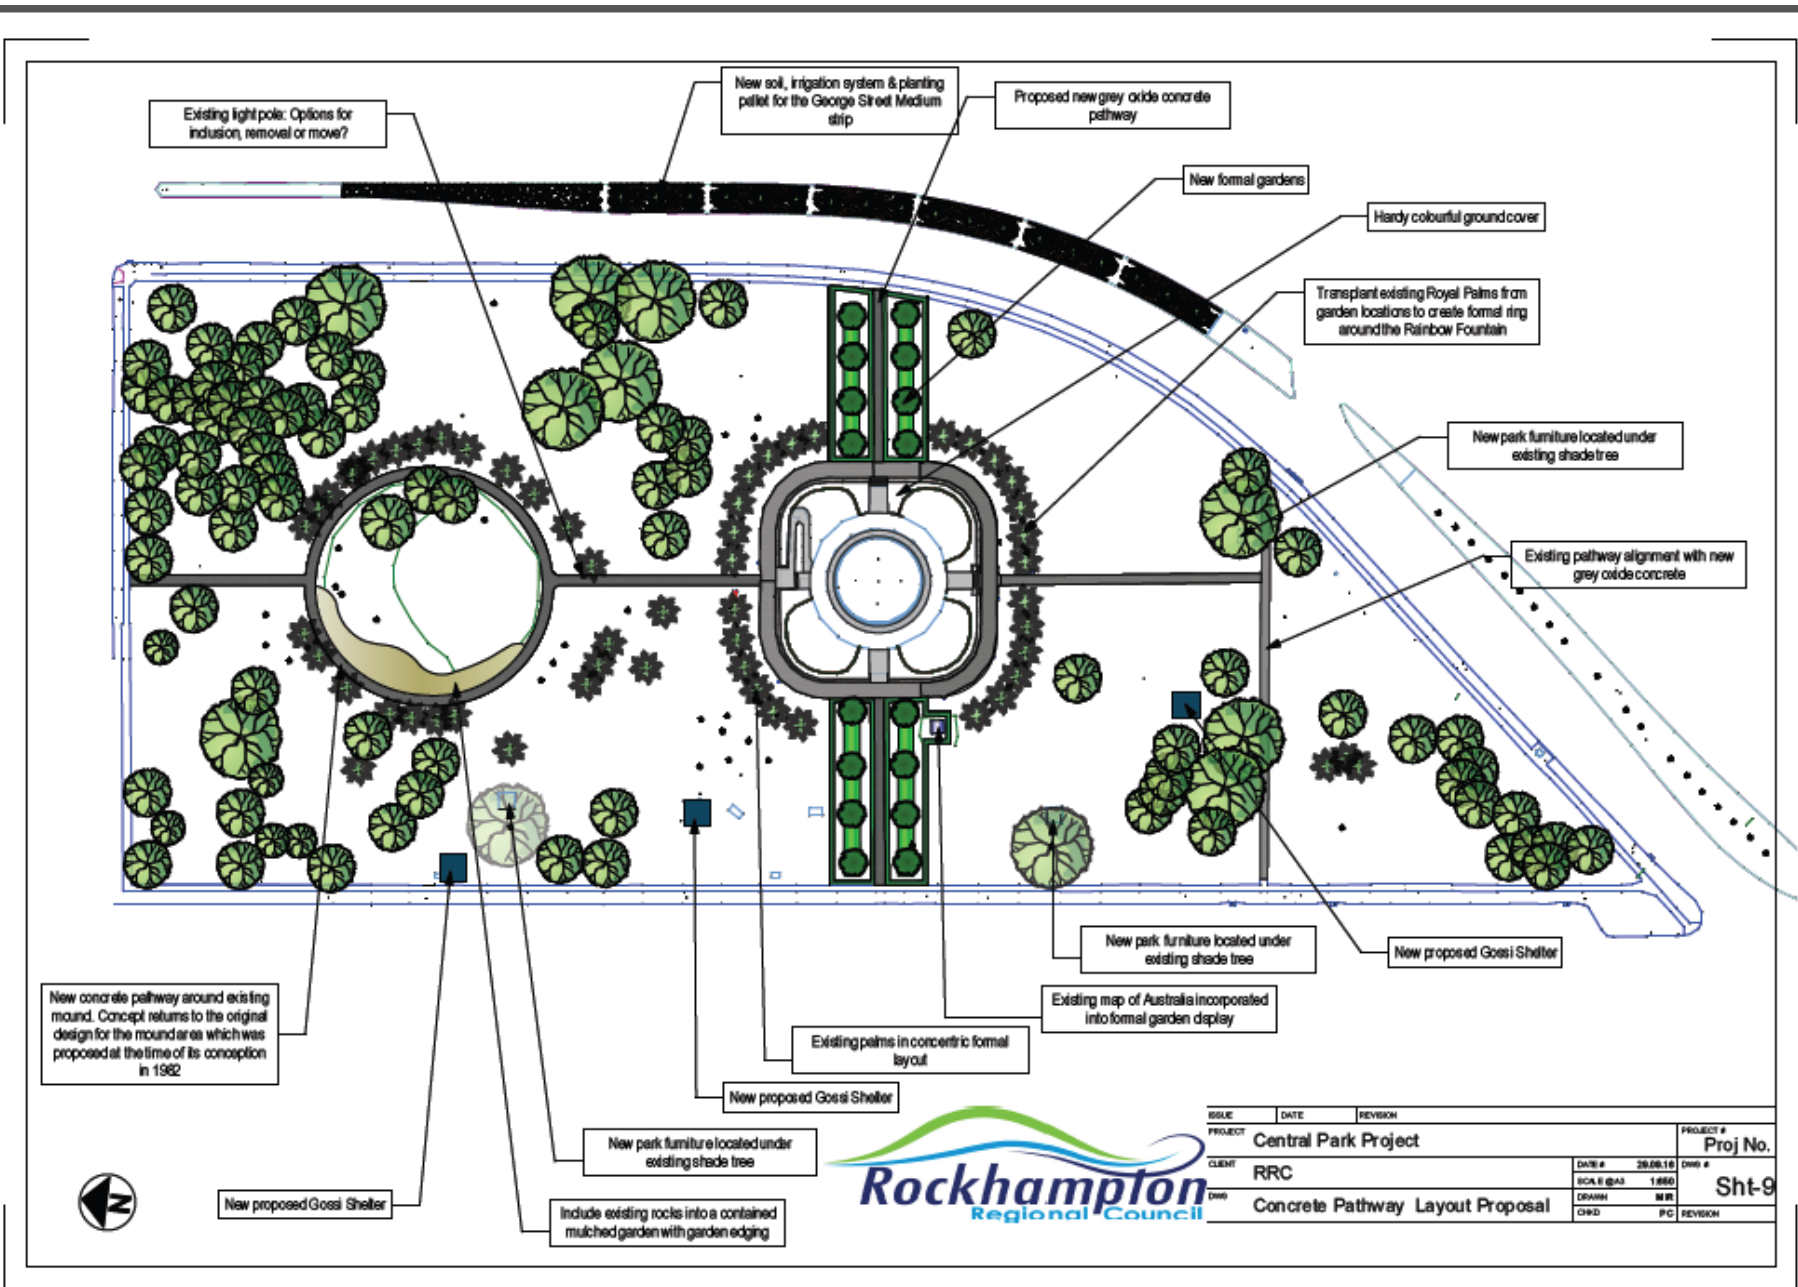 New soil, irrigation system & planting
pallet for the George Street Medium
strip
Existing light pole: Options for
inclusion, removal or move?
Proposed new grey oxide concrete
pathway
New formal gardens
Hardy colourful ground cover
Transplant existing Royal Palms from
garden locations to create formal ring
around the Rainbow Fountain
New park furniture located under
existing shade tree
Existing pathway alignment with new
grey oxide concrete
New park furniture located under
existing shade tree
New proposed Gossi Shelter
New concrete pathway around existing
mound. Concept returns to the original
design for the mound area which was
proposed at the time of its conception
in 1982
Existing map of Australia incorporated
into formal garden display
Existing palms in concentric formal
layout
New proposed Gossi Shelter
New park furniture located under
existing shade tree
New proposed Gossi Shelter
Include existing rocks into a contained
mulched garden with garden edging
N
Rockhampton
Regional Council
ISSUE DATE REVISION
PROJECT Central Park Project PROJECT # Proj No.
CLIENT RRC
DATE # DWG #
SCALE @A3 1:650 Sht-9
DWG Concrete Pathway Layout Proposal
DRAWN MR
CHKD PC REVISION